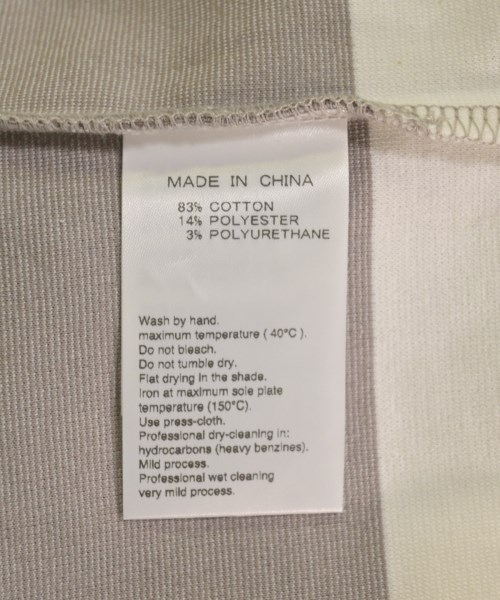 MADE IN CHINA
83% COTTON
14% POLYESTER
3% POLYURETHANE
Wash by hand.
maximum temperature ( 40°C ).
Do not bleach.
Do not tumble dry.
Flat drying in the shade.
Iron at maximum sole plate
temperature (150°C).
Use press-cloth.
Professional dry-cleaning in:
hydrocarbons (heavy benzines).
Mild process.
Professional wet cleaning
very mild process.